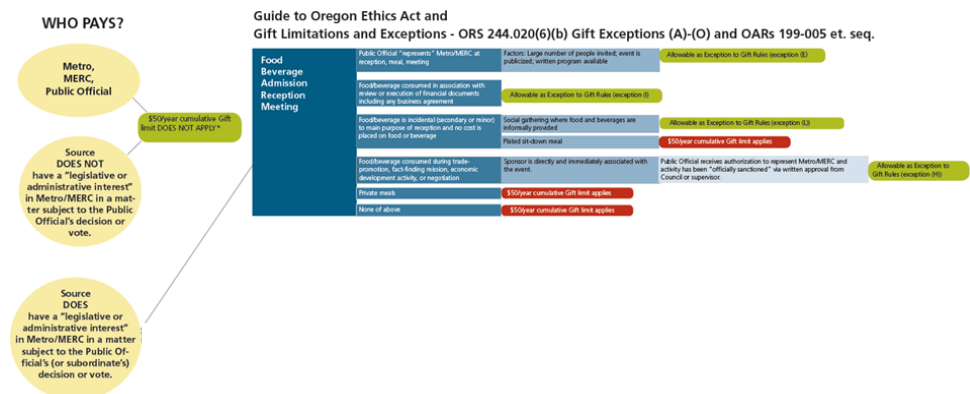 WHO PAYS?
Guide to Oregon Ethics Act and
Gift Limitations and Exceptions - ORS 244.020(6)(b) Gift Exceptions (A)-(O) and OARs 199-005 et. seq.
Metro,
MERC,
Public Official
$50/year cumulative Gift
limit DOES NOT APPLY*
Source
DOES NOT
have a "legislative or
administrative interest"
in Metro/MERC in a mat-
ter subject to the Public
Official's decision or
vote.
Source
DOES
have a "legislative or
administrative interest"
in Metro/MERC in a matter
subject to the Public Of-
ficial's (or subordinate's)
decision or vote.
Food
Beverage
Admission
Reception
Meeting
Public Official "represents" Metro/MERC at
reception, meal, meeting
Factors: Large number of people invited; event is
publicized; written program available
Allowable as Exception to Gift Rules (exception (E)
Food/beverage consumed in association with
review or execution of financial documents
including any business agreement
Allowable as Exception to Gift Rules (exception (I)
Food/beverage is incidental (secondary or minor)
to main purpose of reception and no cost is
placed on food or beverage
Social gathering where food and beverages are
informally provided
Allowable as Exception to Gift Rules (exception (L))
Plated sit-down meal
$50/year cumulative Gift limit applies
Food/beverage consumed during trade-
promotion, fact-finding mission, economic
development activity, or negotiation
Sponsor is directly and immediately associated with
the event.
Public Official receives authorization to represent Metro/MERC and
activity has been "officially sanctioned" via written approval from
Council or supervisor.
Allowable as Exception to
Gift Rules (exception (H))
Private meals
$50/year cumulative Gift limit applies
None of above
$50/year cumulative Gift limit applies